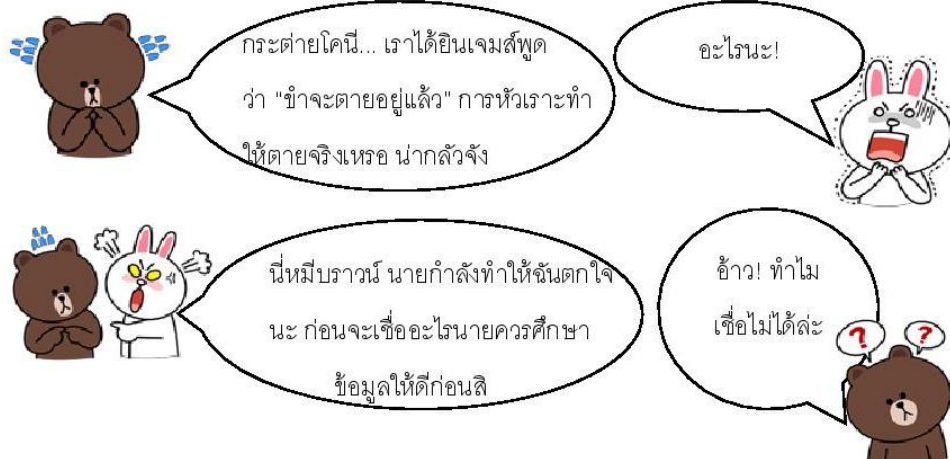 กระต่ายโคนี่... เราได้ยินเจมส์พูด
ว่า "ขำจะตายอยู่แล้ว" การหัวเราะทำ
ให้ตายจริงเหรอ น่ากลัวจัง
อะไรนะ!
นี่หมีบราวน์ นายกำลังทำให้ฉันตกใจ
นะ ก่อนจะเชื่ออะไรนายควรศึกษา
ข้อมูลให้ดีก่อนสิ
อ้าว! ทำไม
เชื่อไม่ได้ล่ะ
? ?